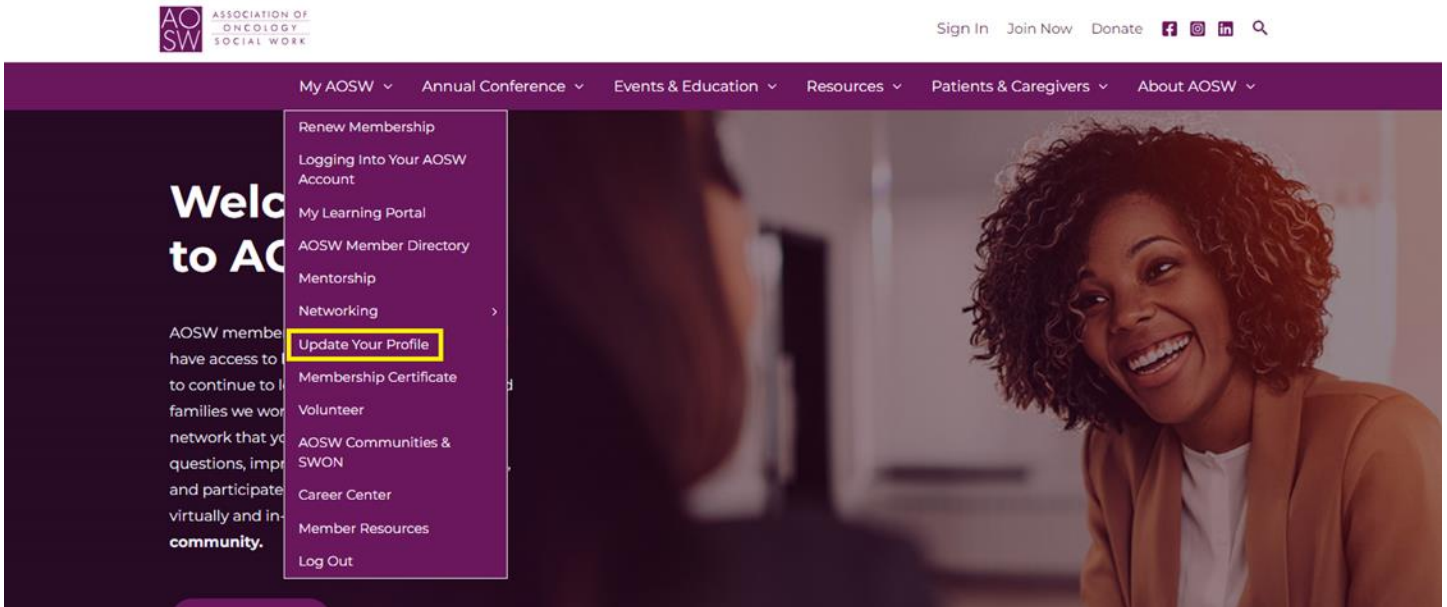 AO
SW
ASSOCIATION OF
ONCOLOGY
SOCIAL WORK
Sign In Join Now Donate
My AOSW Annual Conference Events & Education Resources Patients & Caregivers About AOSW
Renew Membership
Logging Into Your AOSW
Account
My Learning Portal
AOSW Member Directory
Mentorship
Networking
Update Your Profile
Membership Certificate
Volunteer
AOSW Communities &
SWON
Career Center
Member Resources
Log Out
Welc
to AO
AOSW membe
have access to
to continue to
families we wor
network that yo
questions, impr
and participate
virtually and in-
community.